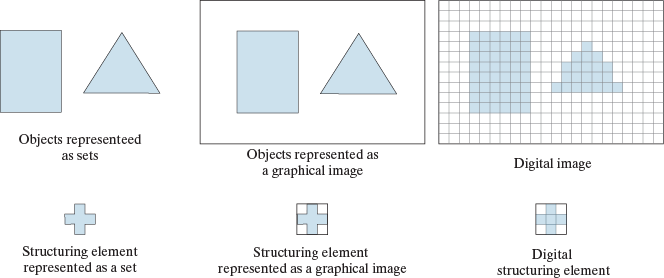 Objects representeed
as sets
Objects represented as
a graphical image
Digital image
Structuring element
represented as a set
Structuring element
represented as a graphical image
Digital
structuring element